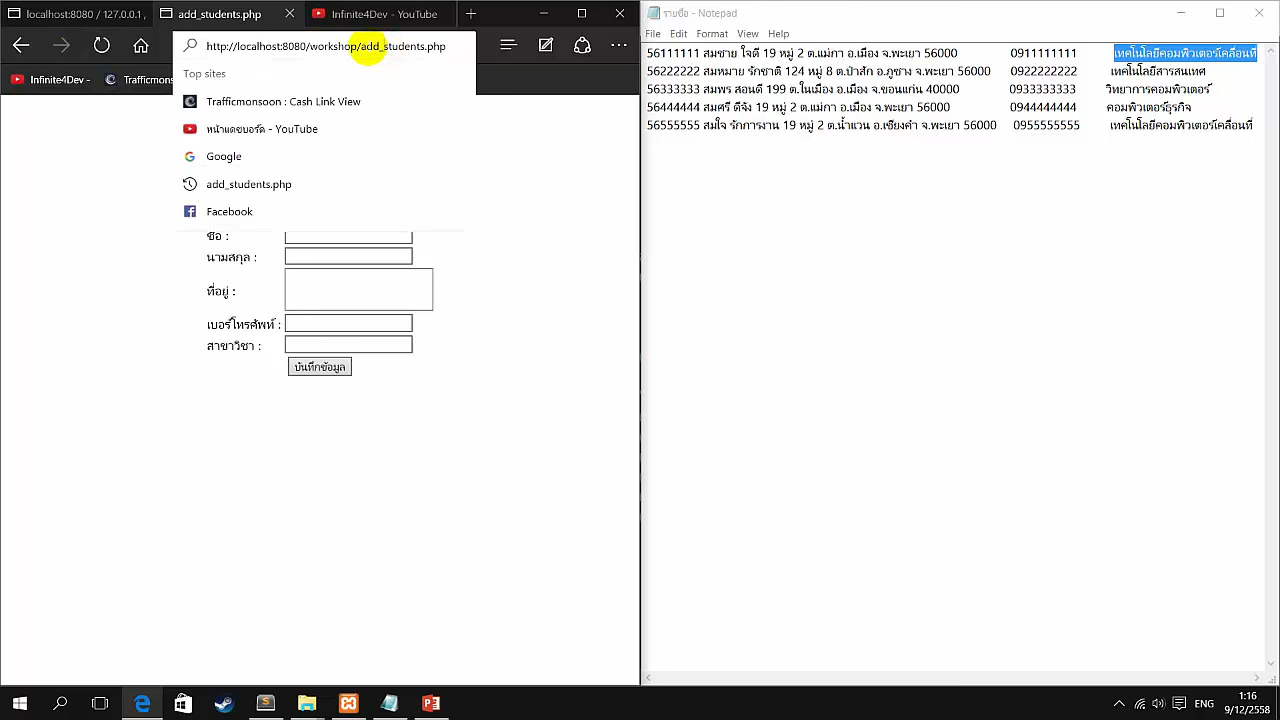 localhost:8080 / 127.0.0.1
add_students.php
Infinite4Dev - YouTube
http://localhost:8080/workshop/add_students.php
Infinite4Dev -
Trafficmonsoon
Top sites
Trafficmonsoon : Cash Link View
หน้าแดชบอร์ด - YouTube
Google
add_students.php
Facebook
ชื่อ :
นามสกุล :
ที่อยู่ :
เบอร์โทรศัพท์ :
สาขาวิชา :
บันทึกข้อมูล
รายชื่อ - Notepad
File Edit Format View Help
56111111 สมชาย ใจดี 19 หมู่ 2 ต.แม่กา อ.เมือง จ.พะเยา 56000 0911111111 เทคโนโลยีคอมพิวเตอร์เคลื่อนที่
56222222 สมหมาย รักชาติ 124 หมู่ 8 ต.ป่าสัก อ.ภูซาง จ.พะเยา 56000 0922222222 เทคโนโลยีสารสนเทศ
56333333 สมพร สอนดี 199 ต.ในเมือง อ.เมือง จ.ขอนแก่น 40000 0933333333 วิทยาการคอมพิวเตอร์
56444444 สมศรี ดีจัง 19 หมู่ 2 ต.แม่กา อ.เมือง จ.พะเยา 56000 0944444444 คอมพิวเตอร์ธุรกิจ
56555555 สมใจ รักการงาน 19 หมู่ 2 ต.น้ำแวน อ.เชียงคำ จ.พะเยา 56000 0955555555 เทคโนโลยีคอมพิวเตอร์เคลื่อนที่
ENG
1:16
9/12/2558